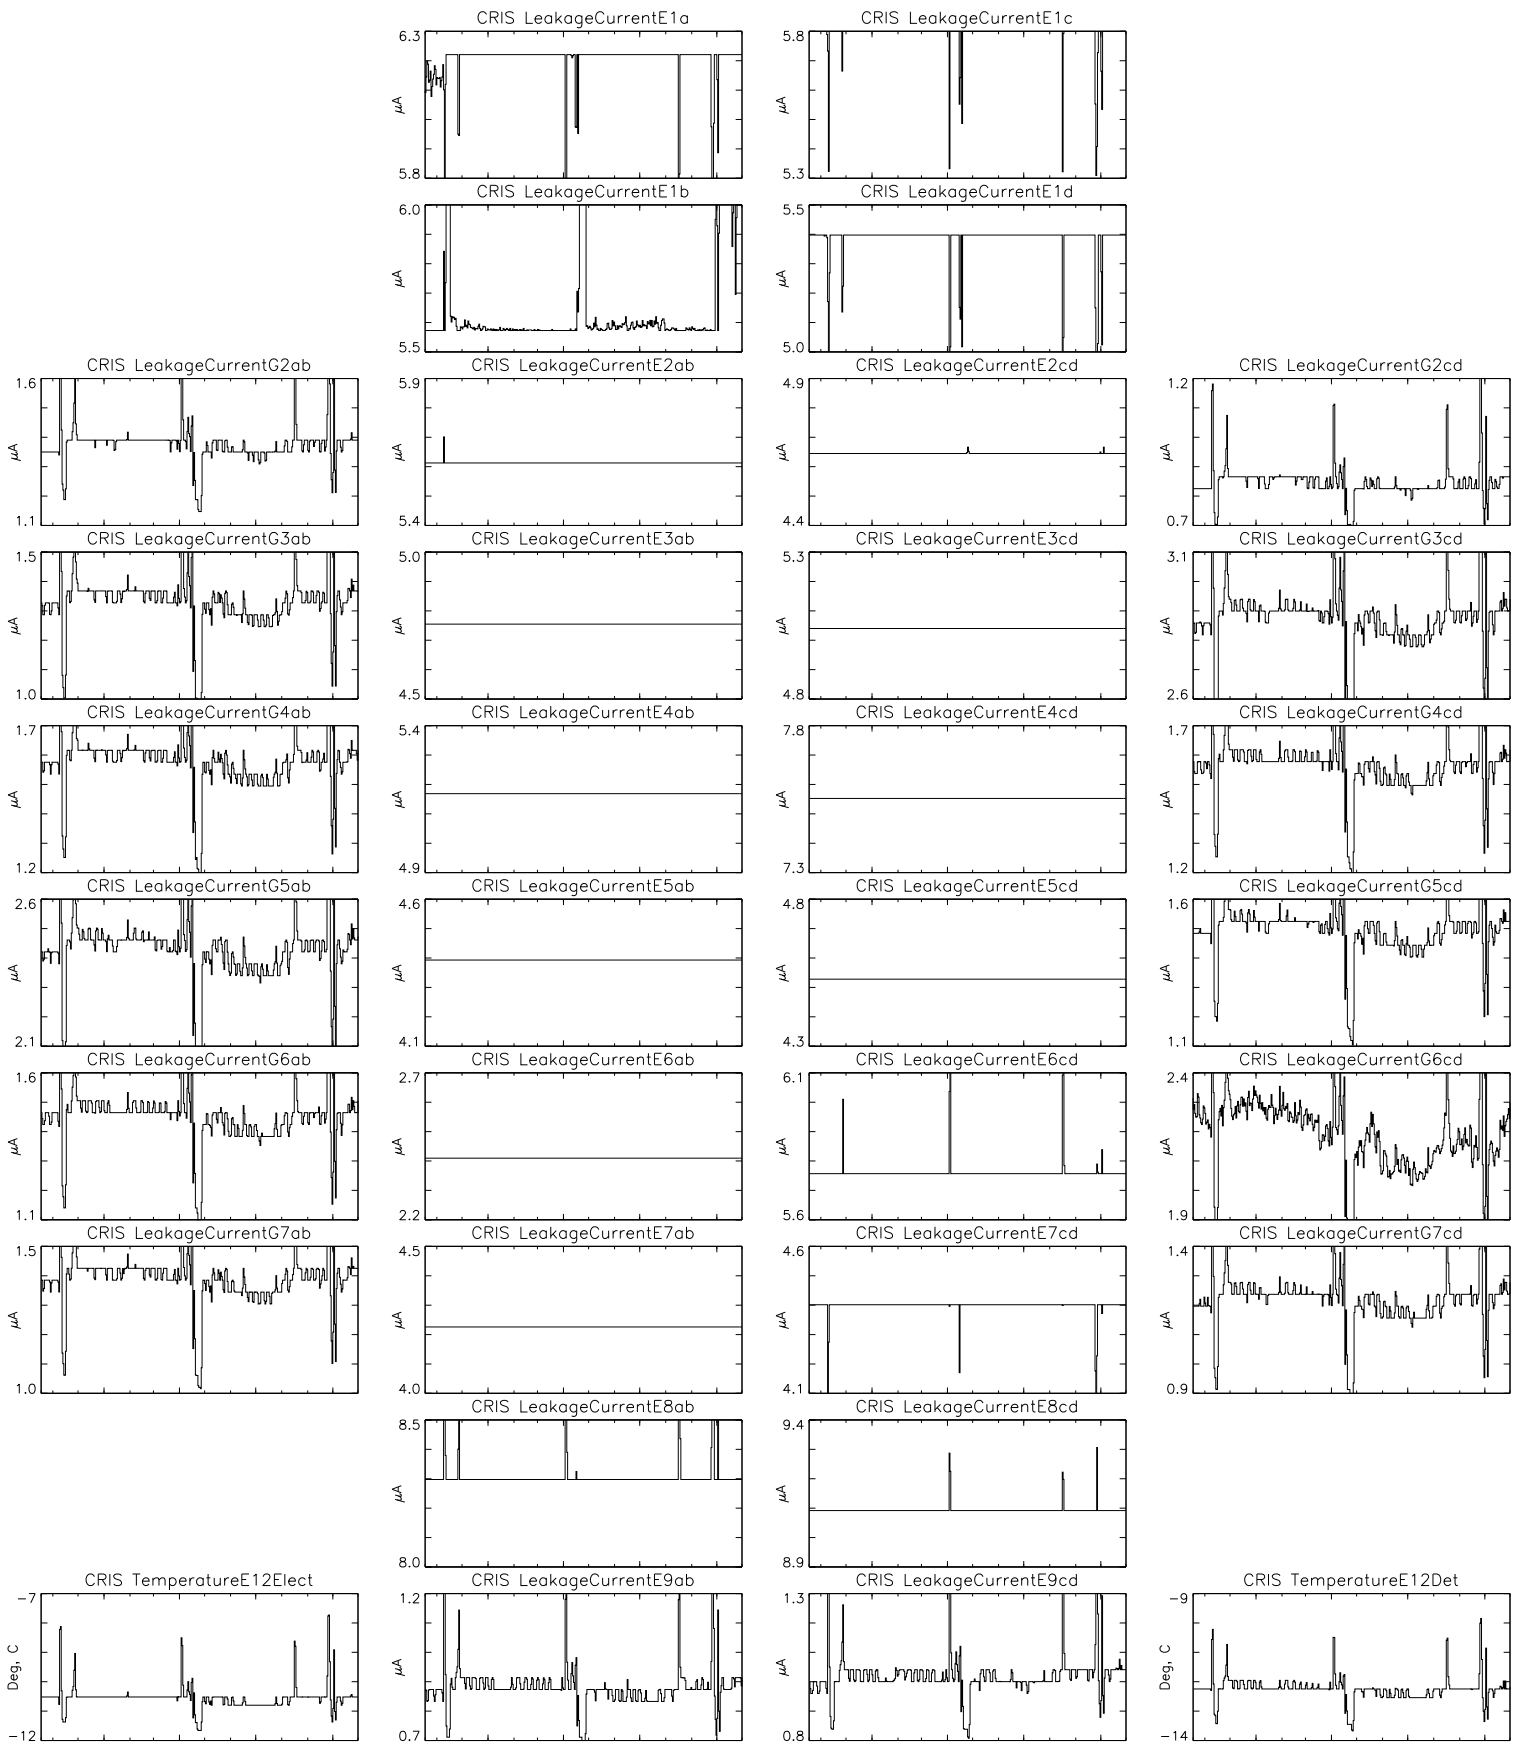 CRIS LeakageCurrentE1a CRIS LeakageCurrentE1c
6.3 5.8
μA μA
5.8 5.3
CRIS LeakageCurrentE1b CRIS LeakageCurrentE1d
6.0 5.5
μA μA
5.5 5.0
CRIS LeakageCurrentG2ab CRIS LeakageCurrentE2ab CRIS LeakageCurrentE2cd CRIS LeakageCurrentG2cd
1.6 5.9 4.9 1.2
μA μA μA μA
1.1 5.4 4.4 0.7
CRIS LeakageCurrentG3ab CRIS LeakageCurrentE3ab CRIS LeakageCurrentE3cd CRIS LeakageCurrentG3cd
1.5 5.0 5.3 3.1
μA μA μA μA
1.0 4.5 4.8 2.6
CRIS LeakageCurrentG4ab CRIS LeakageCurrentE4ab CRIS LeakageCurrentE4cd CRIS LeakageCurrentG4cd
1.7 5.4 7.8 1.7
μA μA μA μA
1.2 4.9 7.3 1.2
CRIS LeakageCurrentG5ab CRIS LeakageCurrentE5ab CRIS LeakageCurrentE5cd CRIS LeakageCurrentG5cd
2.6 4.6 4.8 1.6
μA μA μA μA
2.1 4.1 4.3 1.1
CRIS LeakageCurrentG6ab CRIS LeakageCurrentE6ab CRIS LeakageCurrentE6cd CRIS LeakageCurrentG6cd
1.6 2.7 6.1 2.4
μA μA μA μA
1.1 2.2 5.6 1.9
CRIS LeakageCurrentG7ab CRIS LeakageCurrentE7ab CRIS LeakageCurrentE7cd CRIS LeakageCurrentG7cd
1.5 4.5 4.6 1.4
μA μA μA μA
1.0 4.0 4.1 0.9
CRIS LeakageCurrentE8ab CRIS LeakageCurrentE8cd
8.5 9.4
μA μA
8.0 8.9
CRIS TemperatureE12Elect CRIS LeakageCurrentE9ab CRIS LeakageCurrentE9cd CRIS TemperatureE12Det
-7 1.2 1.3 -9
Deg, C μA μA Deg, C
-12 0.7 0.8 -14